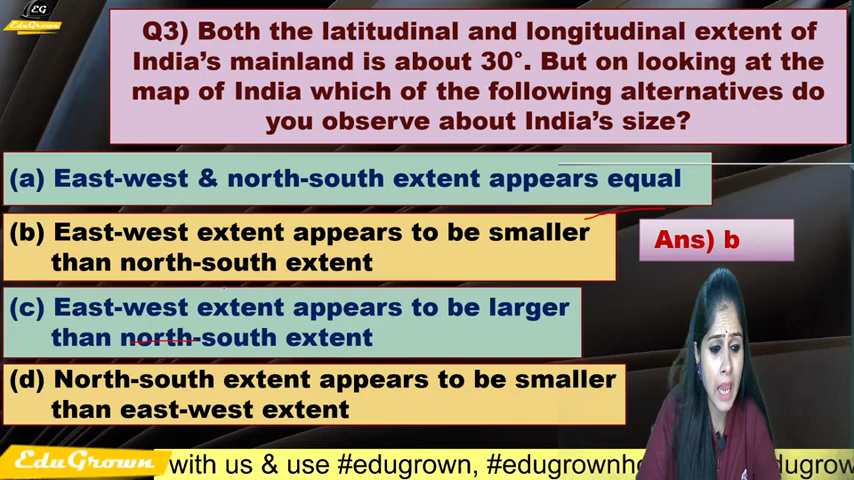 EG
EduGrown
Q3) Both the latitudinal and longitudinal extent of
India's mainland is about 30°. But on looking at the
map of India which of the following alternatives do
you observe about India's size?
(a) East-west & north-south extent appears equal
(b) East-west extent appears to be smaller
than north-south extent
Ans) b
(c) East-west extent appears to be larger
than north-south extent
(d) North-south extent appears to be smaller
than east-west extent
EduGrown
with us & use #edugrown, #edugrownho